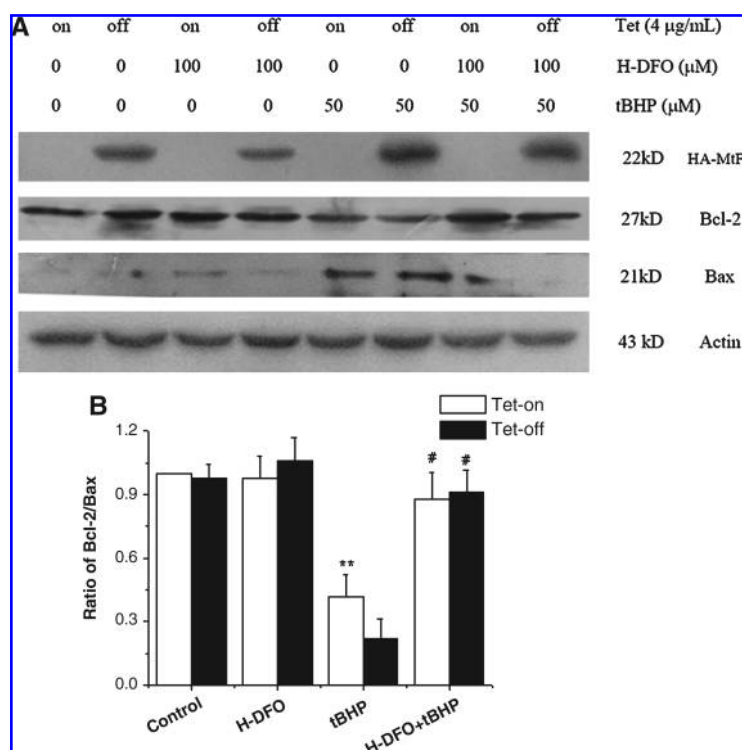 A on off on off on off on off Tet (4 µg/mL)
0 0 100 100 0 0 100 100 H-DFO (µM)
0 0 0 0 50 50 50 50 tBHP (µM)
22kD HA-MtF
27kD Bcl-2
21kD Bax
43 kD Actin
B
Tet-on
Tet-off
1.2
0.9
0.6
0.3
0.0
Ratio of Bcl-2/Bax
**
# #
Control
H-DFO
tBHP
H-DFO+tBHP